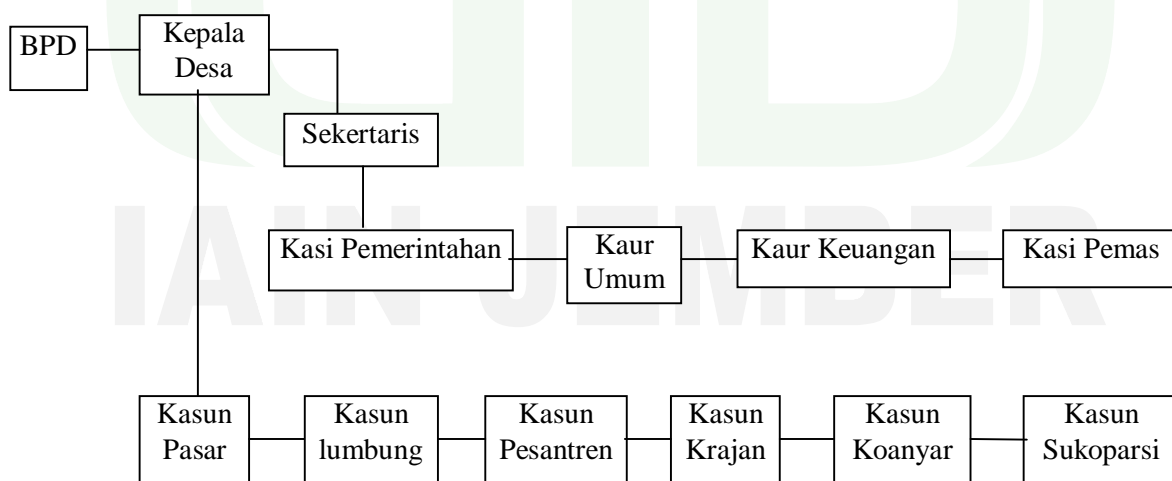 BPD
Kepala
Desa
Sekertaris
Kasi Pemerintahan
Kaur
Umum
Kaur Keuangan
Kasi Pemas
IAIN JEMBER
Kasun
Pasar
Kasun
lumbung
Kasun
Pesantren
Kasun
Krajan
Kasun
Koanyar
Kasun
Sukoparsi